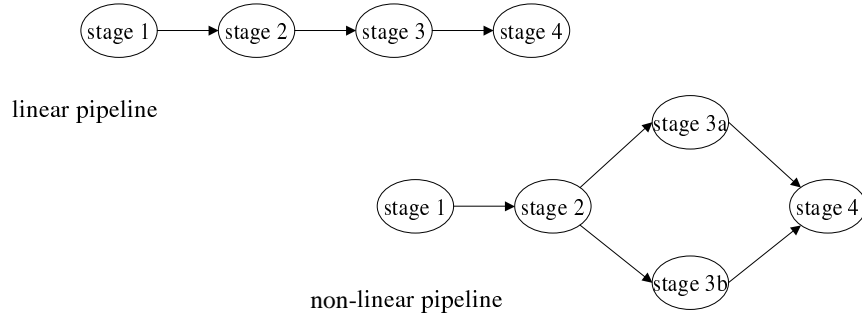 stage 1
stage 2
stage 3
stage 4
linear pipeline
stage 3a
stage 1
stage 2
stage 4
stage 3b
non-linear pipeline